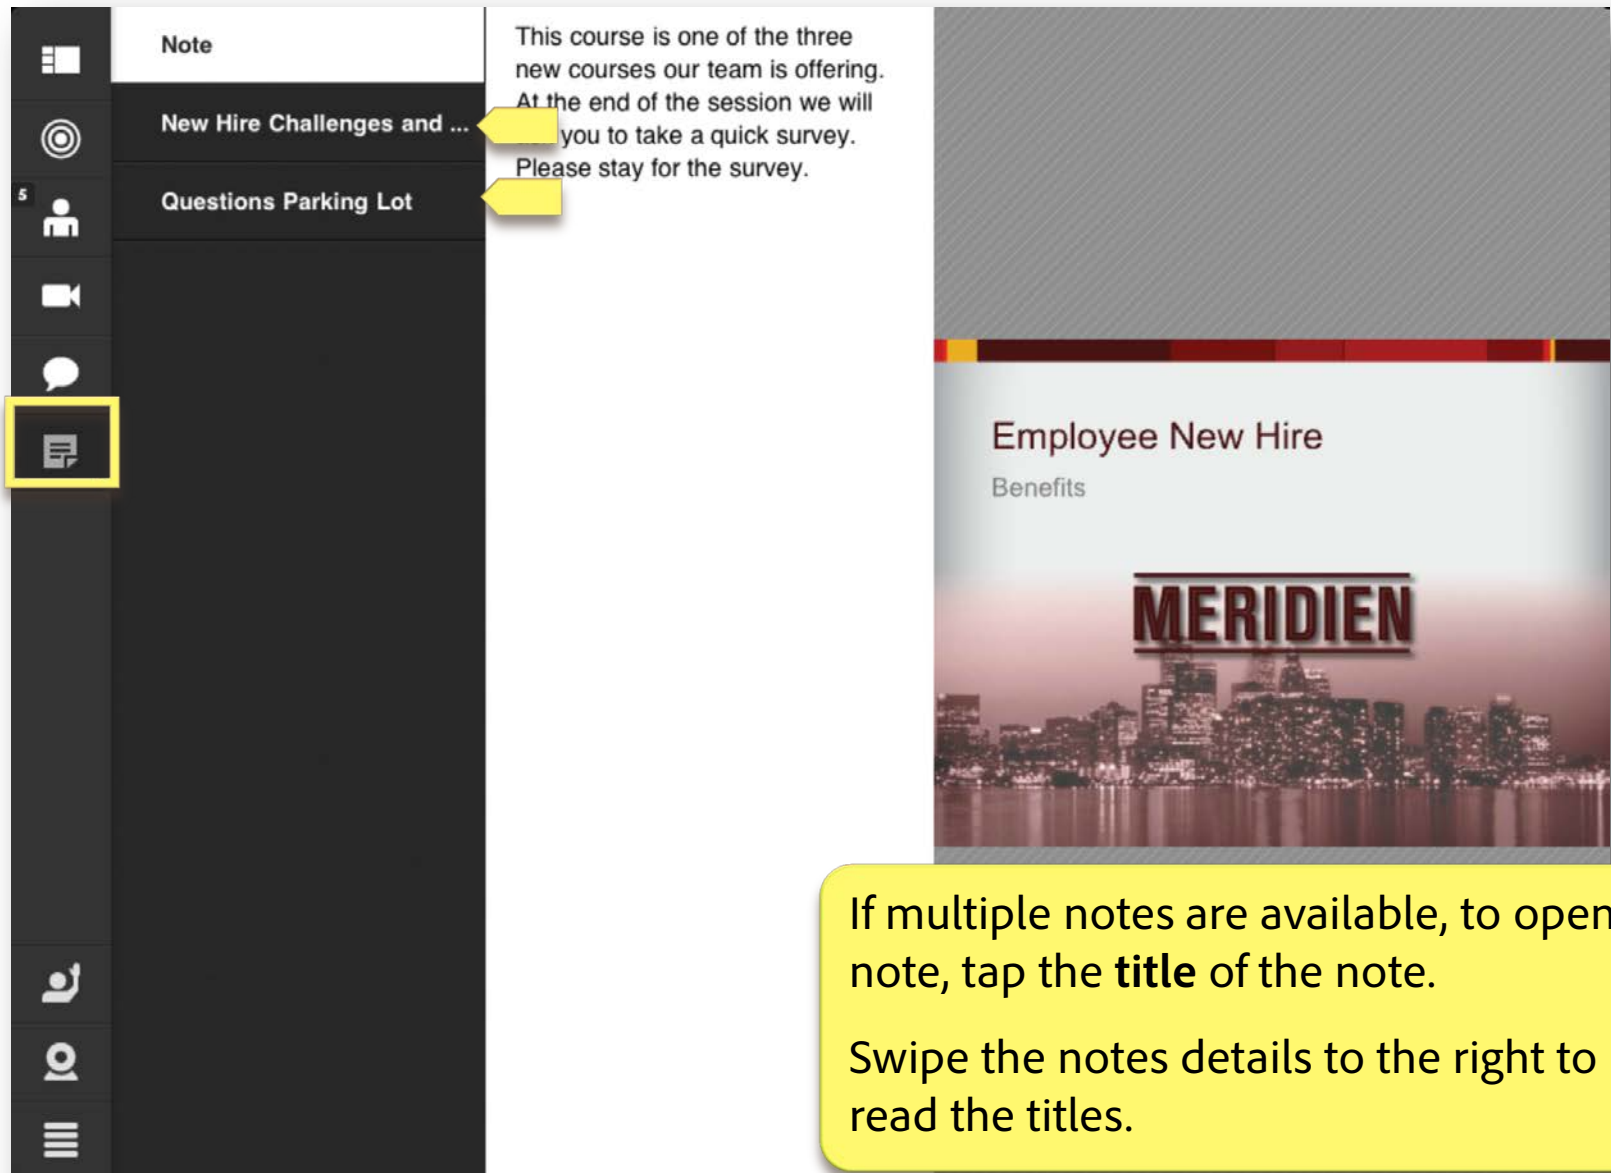 Note
New Hire Challenges and ...
Questions Parking Lot
5
This course is one of the three
new courses our team is offering.
At the end of the session we will
you to take a quick survey.
Please stay for the survey.
Employee New Hire
Benefits
MERIDIEN
If multiple notes are available, to open
note, tap the title of the note.
Swipe the notes details to the right to
read the titles.